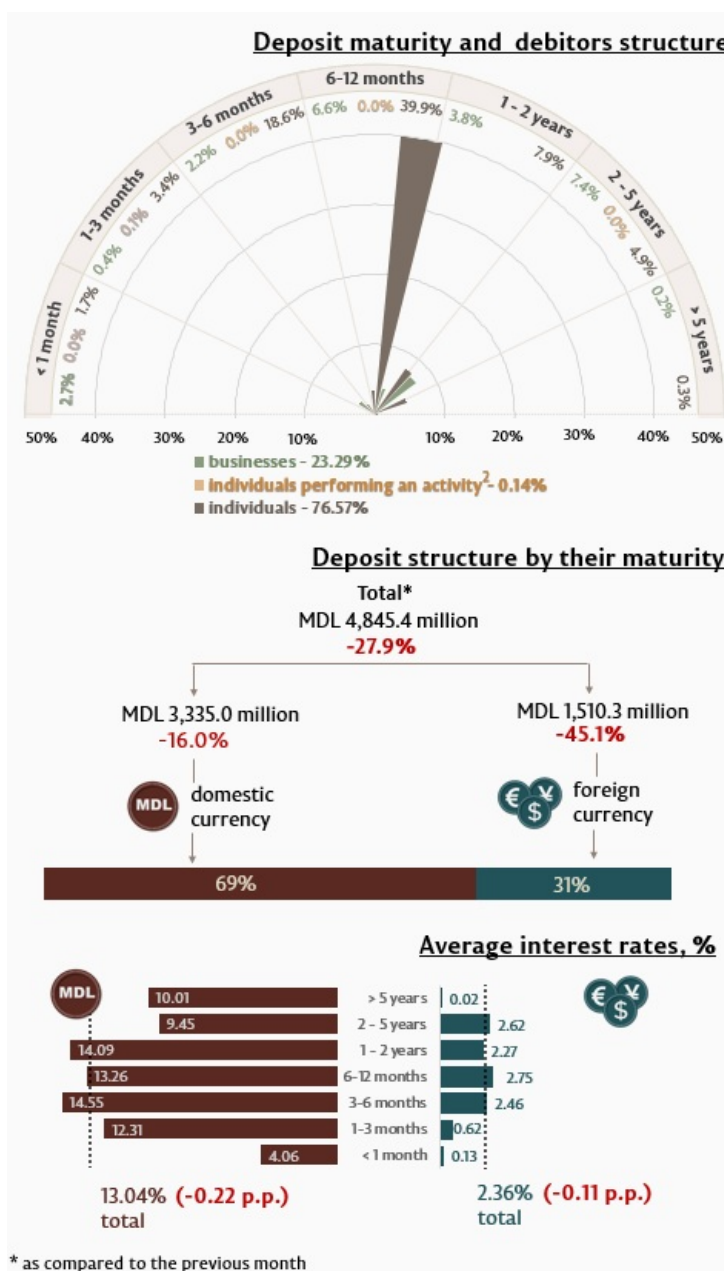 Deposit maturity and debitors structure
< 1 month
1-3 months
3-6 months
6-12 months
1 - 2 years
2 - 5 years
> 5 years
2.7% 0.0% 1.7%
0.4% 0.1% 3.4%
2.2% 0.0% 18.6%
6.6% 0.0% 39.9%
3.8% 7.9%
7.4% 0.0% 4.9%
0.2% 0.3%
50% 40% 30% 20% 10% 10% 20% 30% 40% 50%
businesses - 23.29%
individuals performing an activity2- 0.14%
individuals - 76.57%
Deposit structure by their maturity
Total*
MDL 4,845.4 million
-27.9%
MDL 3,335.0 million
-16.0%
MDL 1,510.3 million
-45.1%
MDL
domestic
currency
€ ¥ $
foreign
currency
69% 31%
Average interest rates, %
MDL
€ ¥ $
10.01 > 5 years 0.02
9.45 2 - 5 years 2.62
14.09 1 - 2 years 2.27
13.26 6-12 months 2.75
14.55 3-6 months 2.46
12.31 1-3 months 0.62
4.06 < 1 month 0.13
13.04% (-0.22 p.p.)
total
2.36% (-0.11 p.p.)
total
* as compared to the previous month